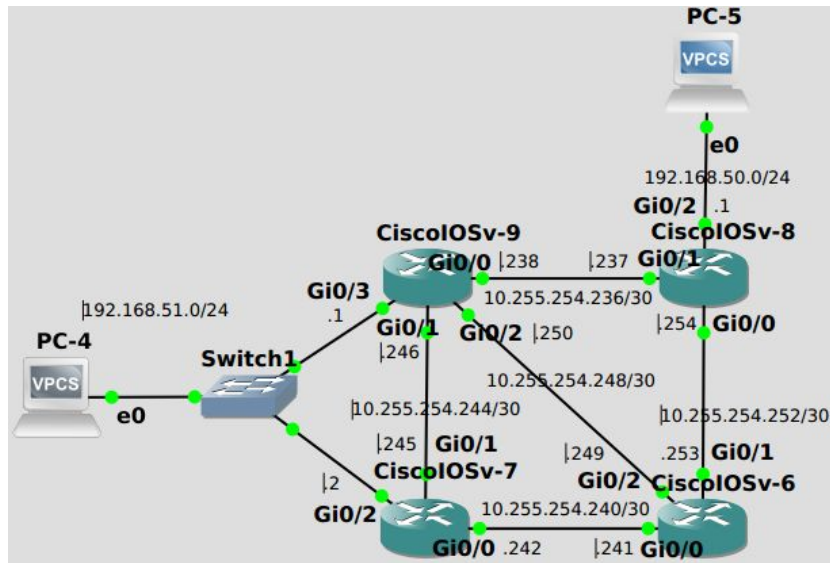 PC-5
VPCS
e0
192.168.50.0/24
Gi0/2 .1
CiscoIOSv-9
CiscoIOSv-8
Gi0/0 .238 .237 Gi0/1
Gi0/3
10.255.254.236/30
192.168.51.0/24
.1
Gi0/1
Gi0/2
.250
.254
Gi0/0
PC-4
Switch1
.246
VPCS
10.255.254.248/30
e0
10.255.254.244/30
10.255.254.252/30
.245
Gi0/1
.249
.253
Gi0/1
CiscoIOSv-7
Gi0/2
CiscoIOSv-6
.2
Gi0/2
10.255.254.240/30
Gi0/0 .242 .241 Gi0/0